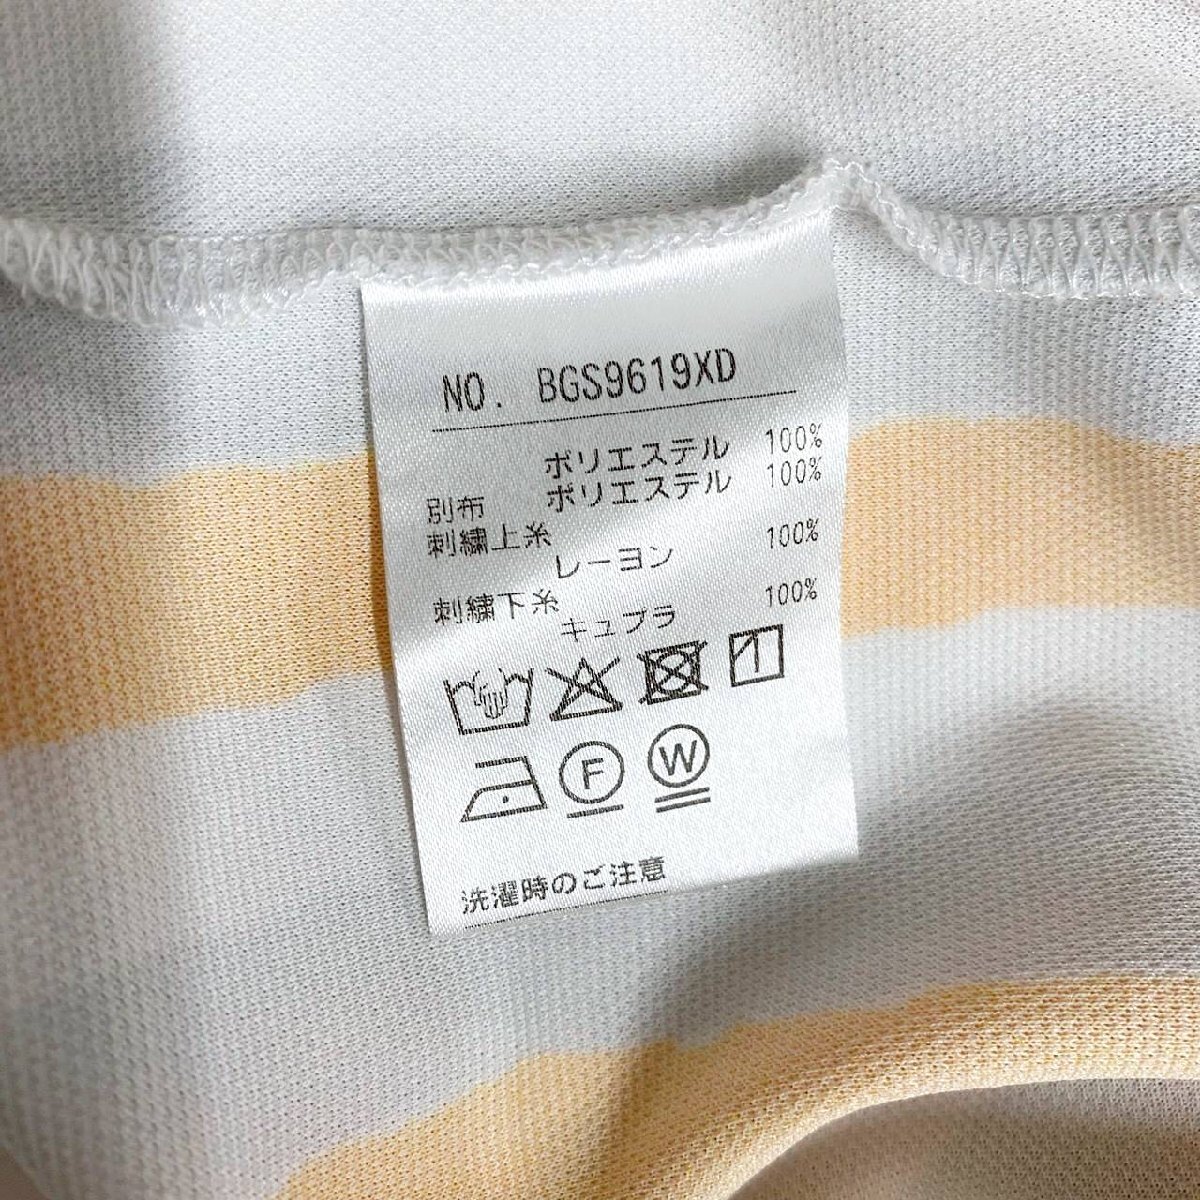 NO. BGS9619XD
ポリエステル 100%
別布 ポリエステル 100%
刺繍上糸
レーヨン 100%
刺繍下糸
キュプラ 100%
F W
洗濯時のご注意